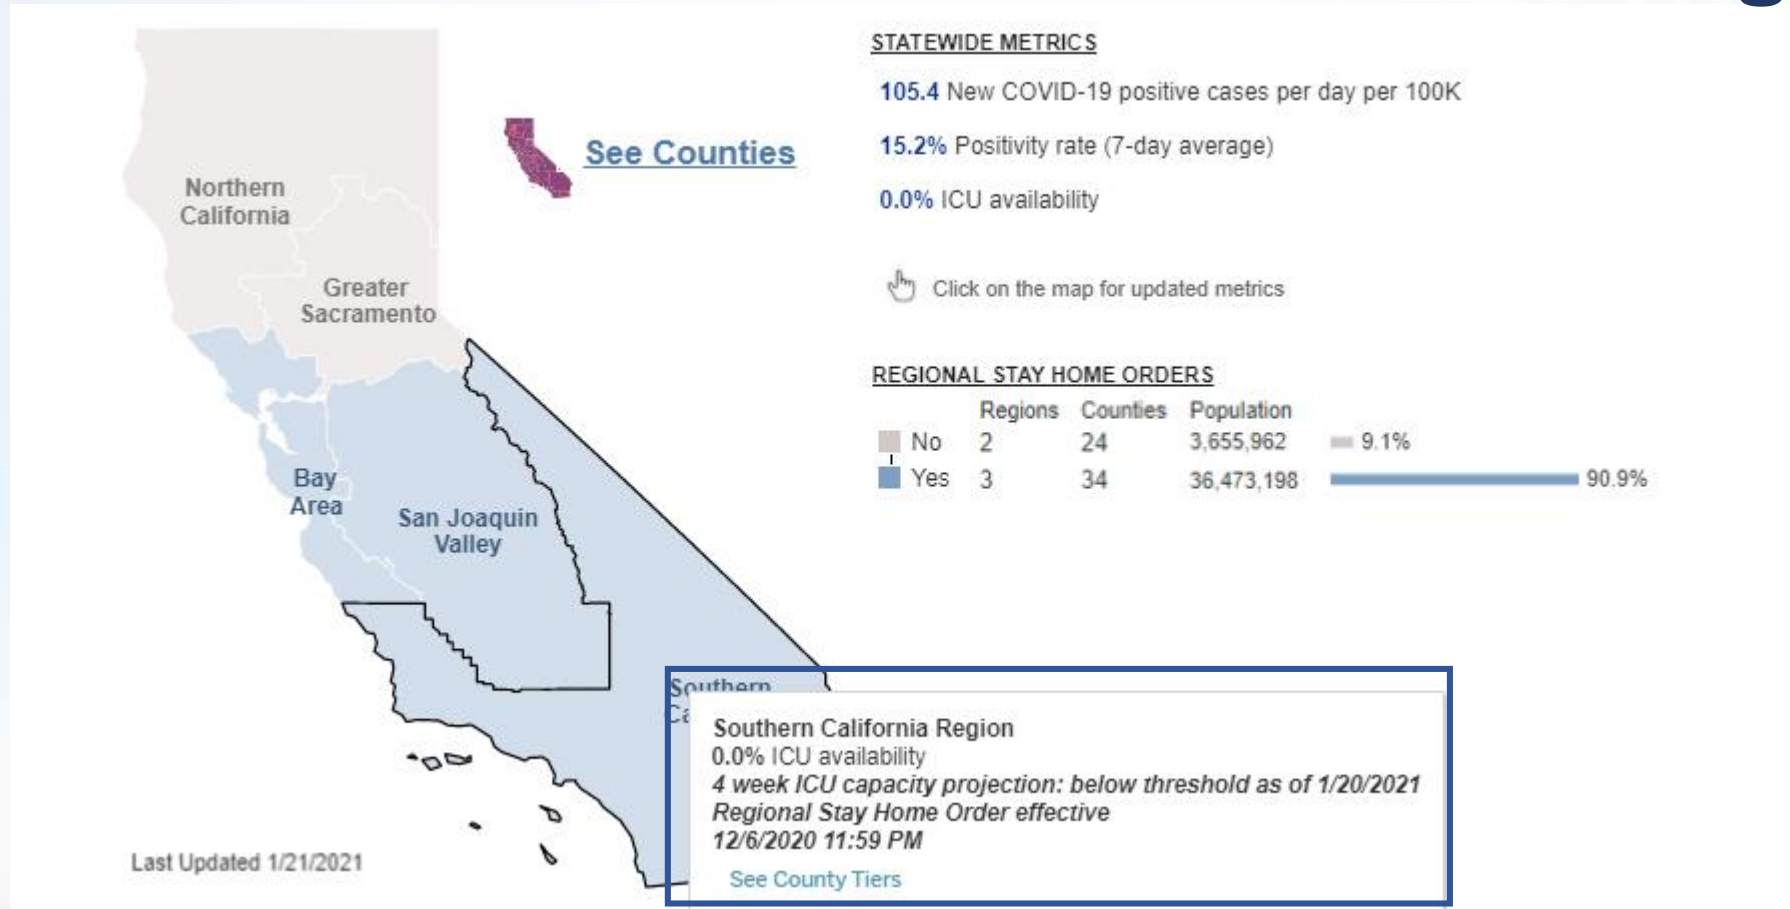 STATEWIDE METRICS
105.4 New COVID-19 positive cases per day per 100K
15.2% Positivity rate (7-day average)
0.0% ICU availability
See Counties
Click on the map for updated metrics
Northern
California
Greater
Sacramento
Bay
Area
San Joaquin
Valley
REGIONAL STAY HOME ORDERS
Regions Counties Population
No 2 24 3,655,962 9.1%
Yes 3 34 36,473,198 90.9%
Southern
Ca
Southern California Region
0.0% ICU availability
4 week ICU capacity projection: below threshold as of 1/20/2021
Regional Stay Home Order effective
12/6/2020 11:59 PM
See County Tiers
Last Updated 1/21/2021